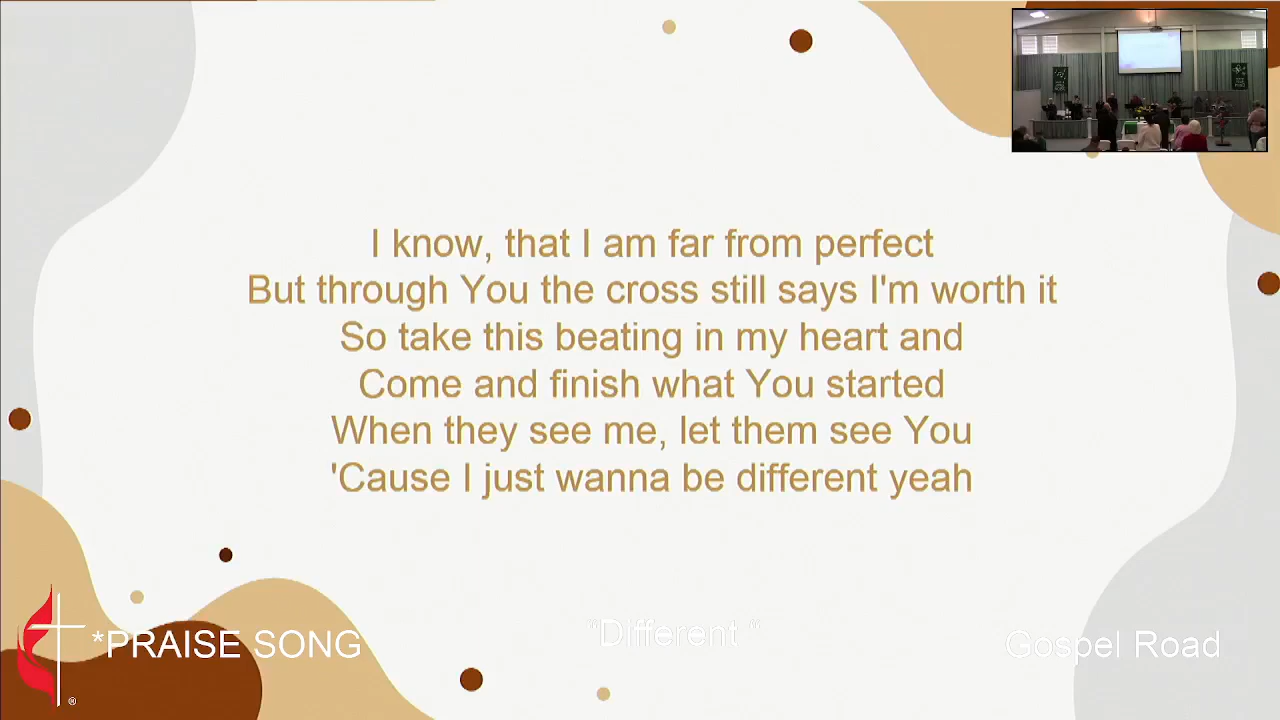 I know, that I am far from perfect
But through You the cross still says I'm worth it
So take this beating in my heart and
Come and finish what You started
When they see me, let them see You
'Cause I just wanna be different yeah
*PRAISE SONG
"Different "
Gospel Road
®